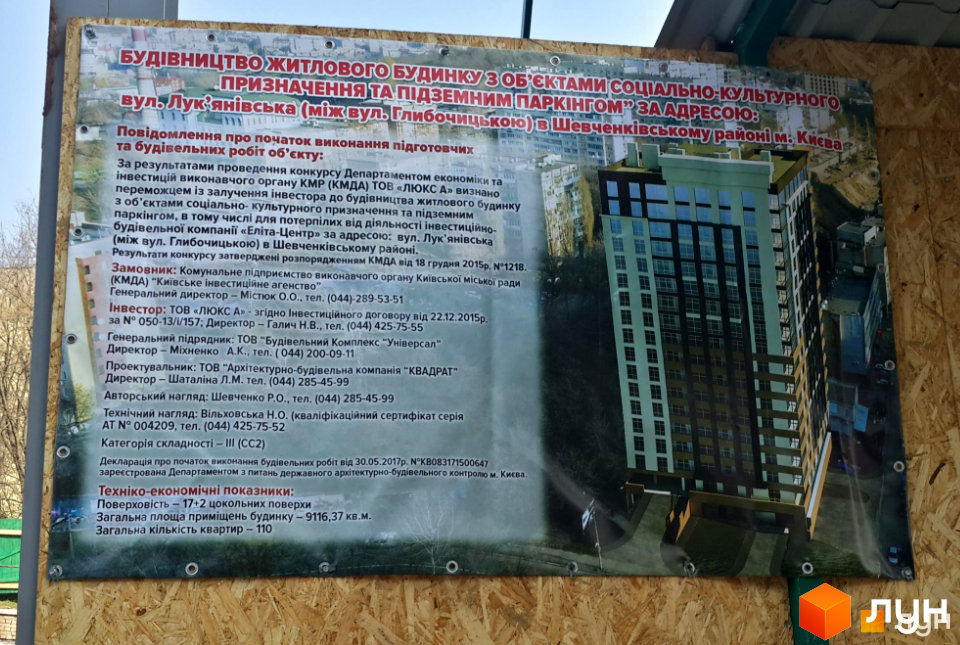 БУДІВНИЦТВО ЖИТЛОВОГО БУДИНКУ З ОБ'ЄКТАМИ СОЦІАЛЬНО-КУЛЬТУРНОГО
ПРИЗНАЧЕННЯ ТА ПІДЗЕМНИМ ПАРКІНГОМ" ЗА АДРЕСОЮ:
вул. Лук'янівська (між вул. Глибочицькою) в Шевченківському районі м. Києва
Повідомлення про початок виконання підготовчих
та будівельних робіт об'єкту:
За результатами проведення конкурсу Департаментом економіки та
інвестицій виконавчого органу КМР (КМДА) ТОВ «ЛЮКС А» визнано
переможцем із залучення інвестора до будівництва житлового будинку
з об'єктами соціально- культурного призначення та підземним
паркінгом, в тому числі для потерпілих від діяльності інвестиційно-
будівельної компанії «Еліта-Центр» за адресою: вул. Лук'янівська
(між вул. Глибочицькою) в Шевченківському районі.
Результати конкурсу затверджені розпорядженням КМДА від 18 грудня 2015р. №1218.
Замовник: Комунальне підприємство виконавчого органу Київської міської ради
(КМДА) "Київське інвестиційне агенство"
Генеральний директор – Містюк О.О., тел. (044)-289-53-51
Інвестор: ТОВ «ЛЮКС А» - згідно Інвестиційного договору від 22.12.2015р.
за № 050-13/і/157; Директор – Галич Н.В., тел. (044) 425-75-55
Генеральний підрядник: ТОВ "Будівельний Комплекс "Універсал"
Директор – Міхненко А.К., тел. ( 044) 200-09-11
Проектувальник: ТОВ "Архітектурно-будівельна компанія "КВАДРАТ"
Директор – Шаталіна Л.М. тел. (044) 285-45-99
Авторський нагляд: Шевченко Р.О., тел. (044) 285-45-99
Технічний нагляд: Вільховська Н.О. (кваліфікаційний сертифікат серія
АТ № 004209, тел. (044) 425-75-52
Категорія складності – III (СС2)
Декларація про початок виконання будівельних робіт від 30.05.2017р. №КВ083171500647
зареєстрована Департаментом з питань державного архітектурно-будівельного контролю м. Києва.
Техніко-економічні показники:
Поверховість – 17+2 цокольних поверхи
Загальна площа приміщень будинку – 9116,37 кв.м.
Загальна кількість квартир – 110
ЛУН